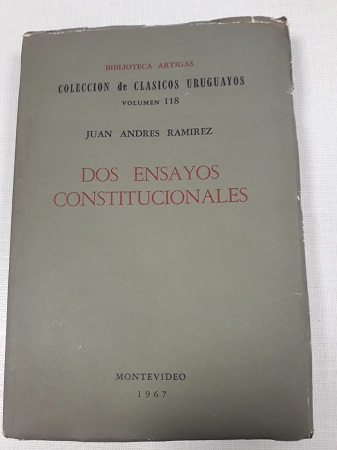 BIBLIOTECA ARTIGAS
COLECCION de CLASICOS URUGUAYOS
VOLUMEN 118
JUAN ANDRES RAMIREZ
DOS ENSAYOS
CONSTITUCIONALES
MONTEVIDEO
1967